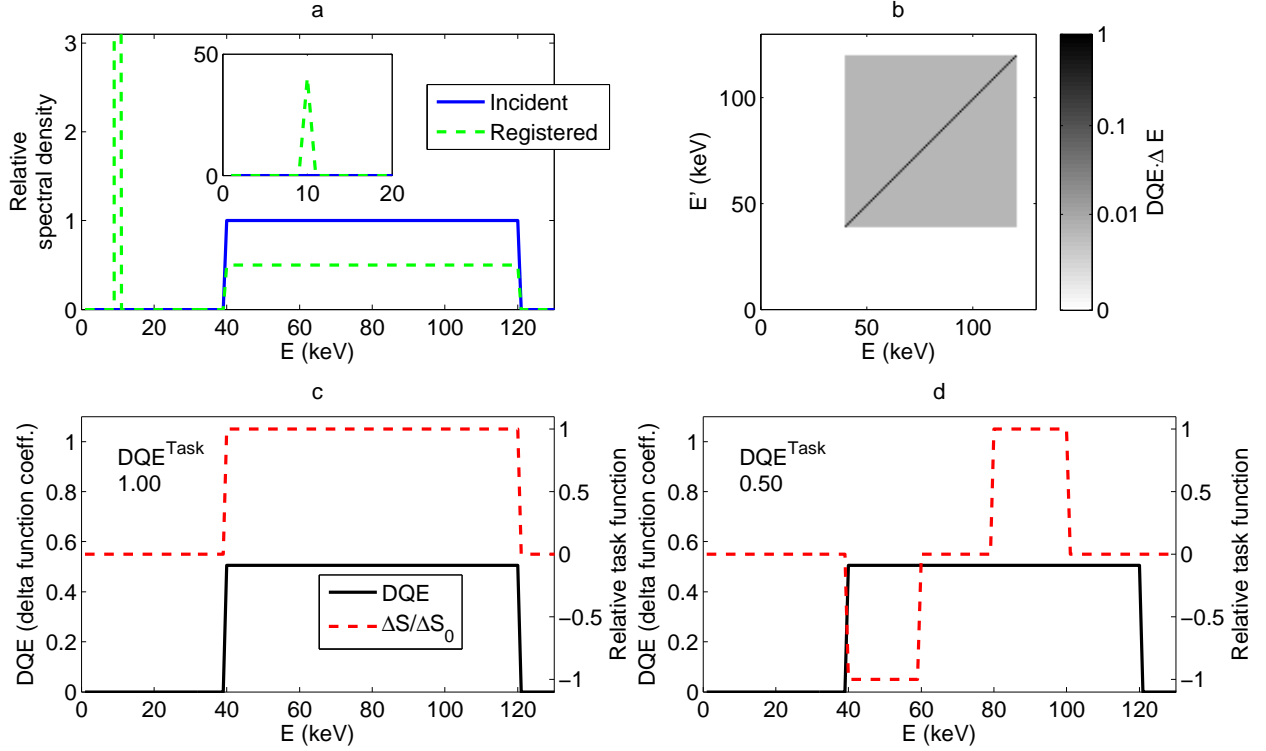 a
3
2
1
0
Relative
spectral density
0 20 40 60 80 100 120
E (keV)
50
0
0 10 20
Incident
Registered
b
100
50
0
E' (keV)
0 50 100
E (keV)
1
0.1
0.01
0
DQE·Δ E
c
1
0.8
0.6
0.4
0.2
0
DQE (delta function coeff.)
DQE^Task
1.00
DQE
ΔS/ΔS_0
0 20 40 60 80 100 120
E (keV)
1
0.5
0
−0.5
−1
Relative task function
d
1
0.8
0.6
0.4
0.2
0
DQE (delta function coeff.)
DQE^Task
0.50
0 20 40 60 80 100 120
E (keV)
1
0.5
0
−0.5
−1
Relative task function